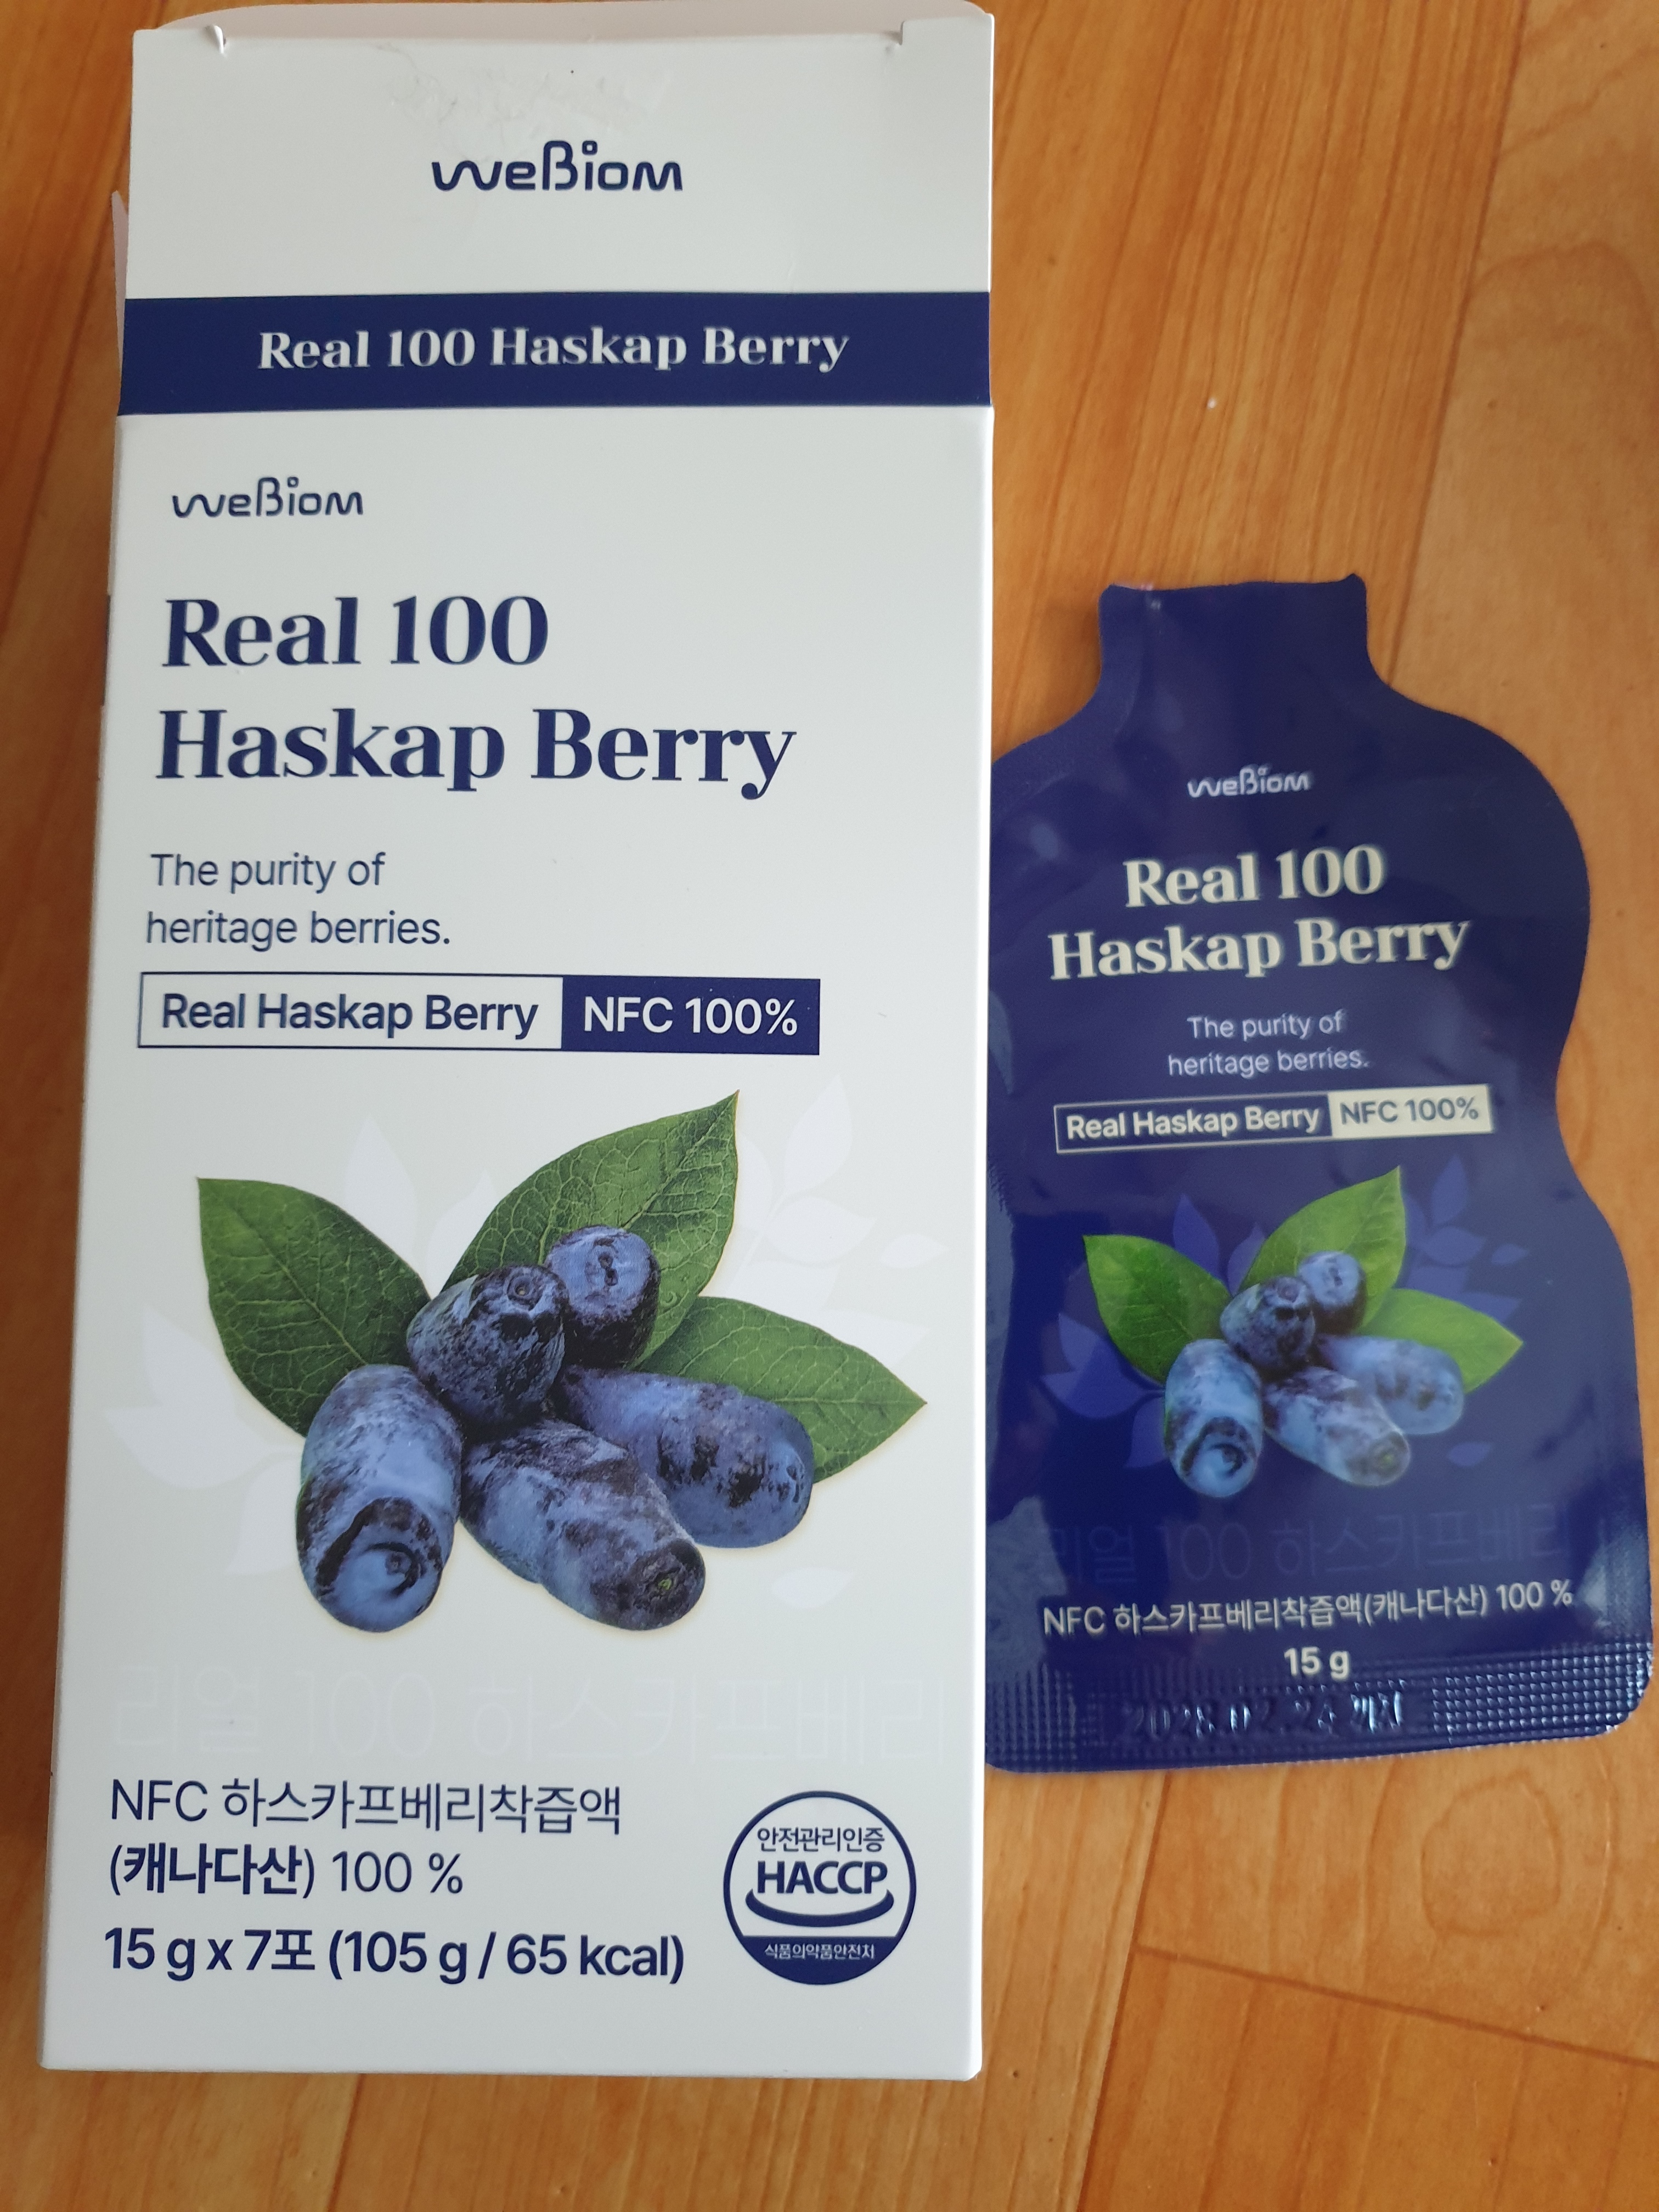 weBiom
Real 100 Haskap Berry
weBiom
Real 100
Haskap Berry
The purity of
heritage berries.
Real Haskap Berry NFC 100%
리얼 100 하스카프베리
NFC 하스카프베리착즙액
(캐나다산) 100 %
15 g x 7포 (105 g / 65 kcal)
안전관리인증
HACCP
식품의약품안전처
weBiom
Real 100
Haskap Berry
The purity of
heritage berries.
Real Haskap Berry NFC 100%
리얼 100 하스카프베리
NFC 하스카프베리착즙액(캐나다산) 100 %
15 g